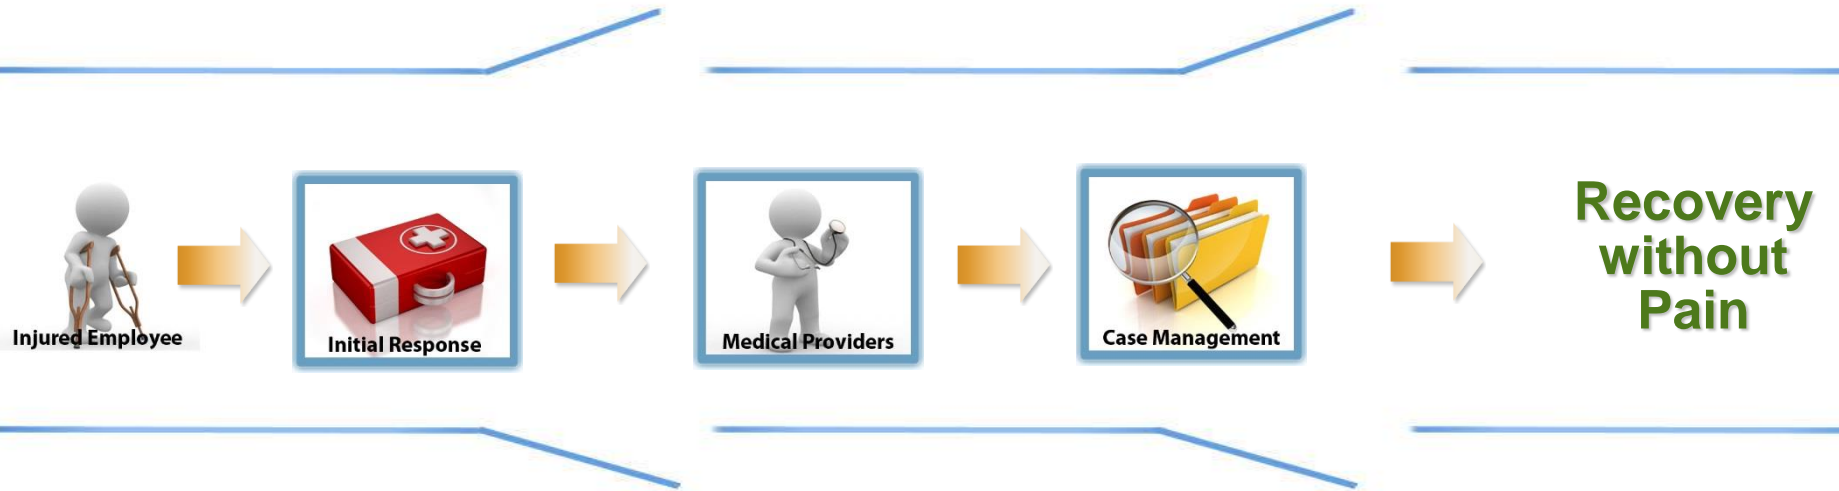 Injured Employee
Initial Response
Medical Providers
Case Management
Recovery
without
Pain